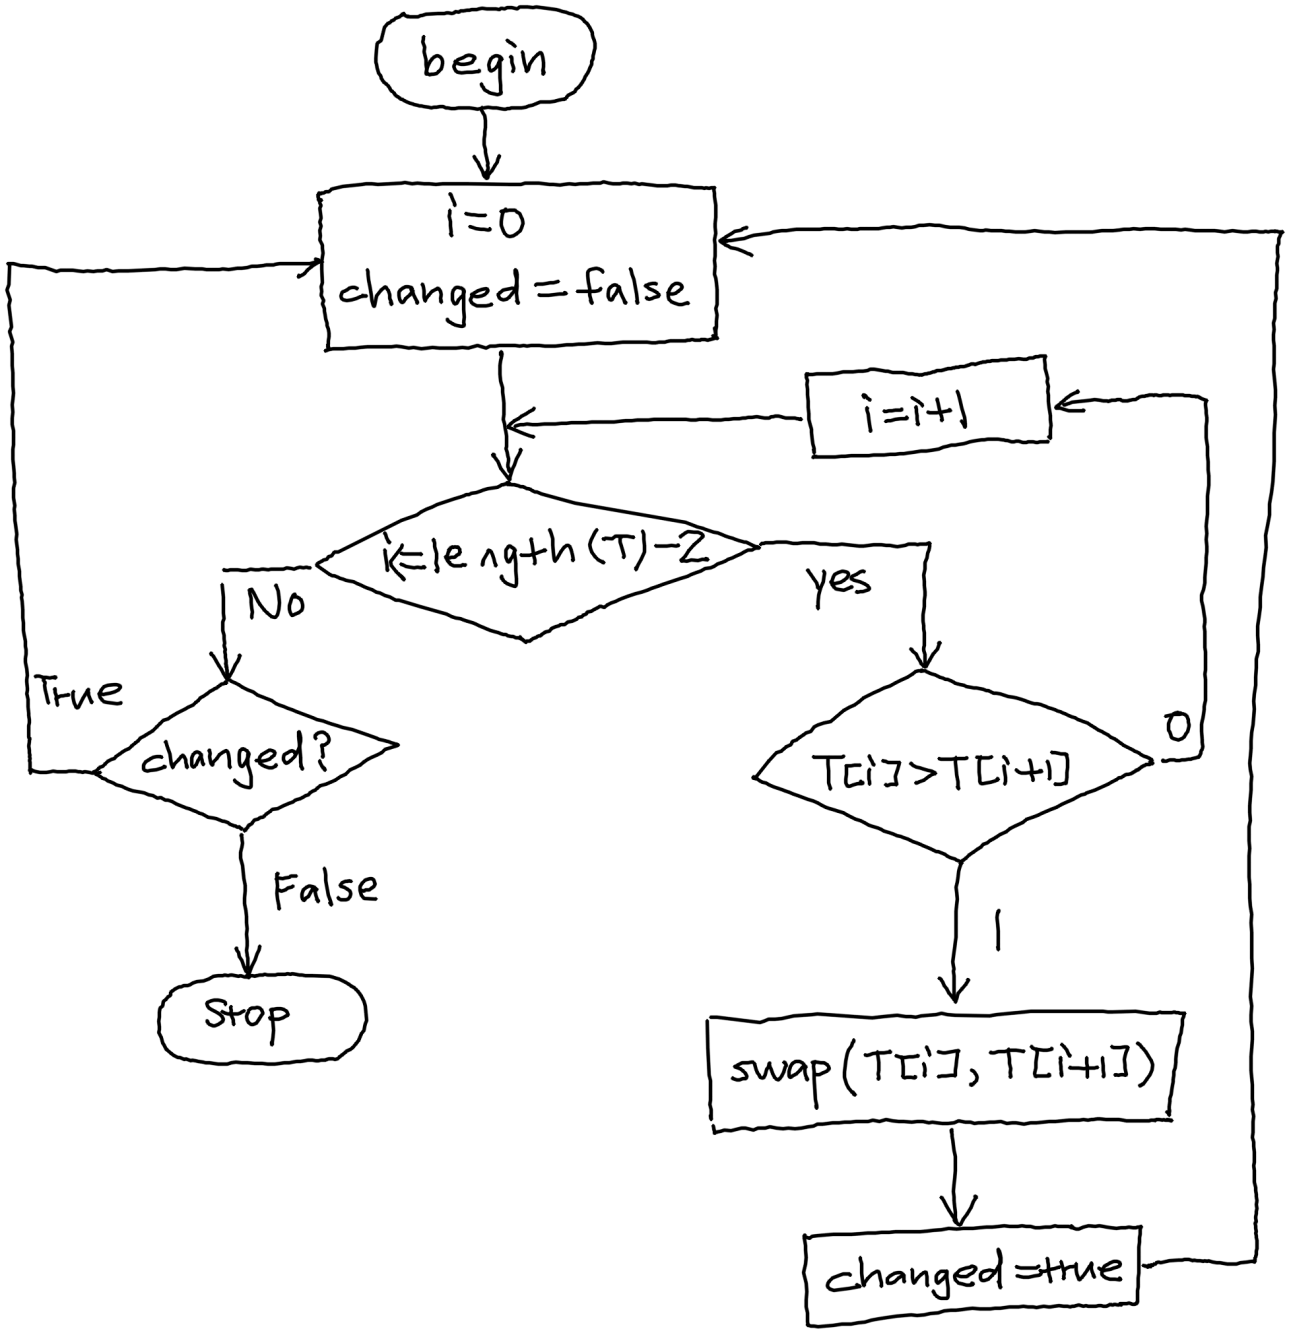 begin
i=0
changed=false
i=i+1
i<=length(T)-2
No
yes
True
changed?
T[i]>T[i+1]
0
False
1
Stop
swap(T[i], T[i+1])
changed=true